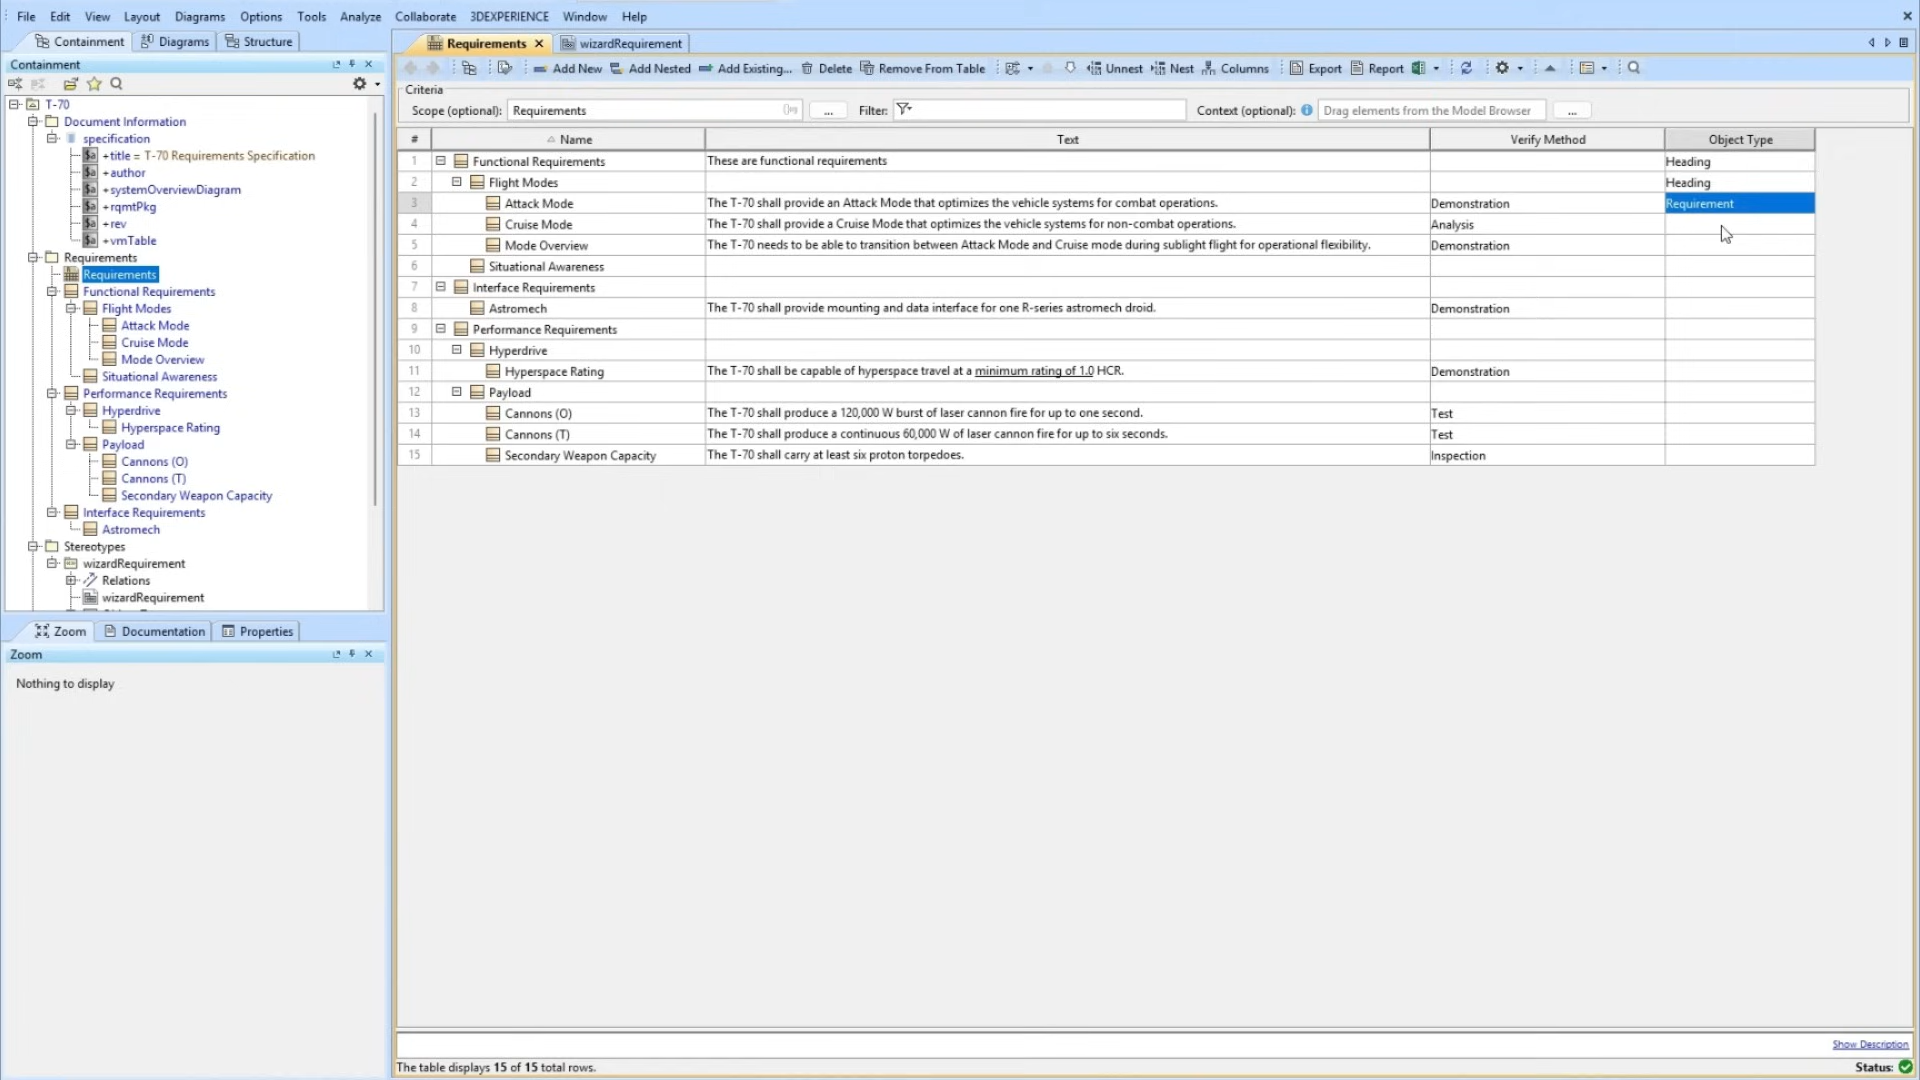 File Edit View Layout Diagrams Options Tools Analyze Collaborate 3DEXPERIENCE Window Help
Containment Diagrams Structure
Containment
T-70
Document Information
specification
+title = T-70 Requirements Specification
+author
+systemOverviewDiagram
+rqmtPkg
+rev
+vmTable
Requirements
Requirements
Functional Requirements
Flight Modes
Attack Mode
Cruise Mode
Mode Overview
Situational Awareness
Performance Requirements
Hyperdrive
Hyperspace Rating
Payload
Cannons (O)
Cannons (T)
Secondary Weapon Capacity
Interface Requirements
Astromech
Stereotypes
wizardRequirement
Relations
wizardRequirement
Zoom Documentation Properties
Zoom
Nothing to display
Requirements wizardRequirement
Add New Add Nested Add Existing... Delete Remove From Table Unnest Nest Columns Export Report
Criteria
Scope (optional): Requirements ... Filter: Context (optional): Drag elements from the Model Browser ...
# Name Text Verify Method Object Type
1 Functional Requirements These are functional requirements Heading
2 Flight Modes Heading
3 Attack Mode The T-70 shall provide an Attack Mode that optimizes the vehicle systems for combat operations. Demonstration Requirement
4 Cruise Mode The T-70 shall provide a Cruise Mode that optimizes the vehicle systems for non-combat operations. Analysis
5 Mode Overview The T-70 needs to be able to transition between Attack Mode and Cruise mode during sublight flight for operational flexibility. Demonstration
6 Situational Awareness
7 Interface Requirements
8 Astromech The T-70 shall provide mounting and data interface for one R-series astromech droid. Demonstration
9 Performance Requirements
10 Hyperdrive
11 Hyperspace Rating The T-70 shall be capable of hyperspace travel at a minimum rating of 1.0 HCR. Demonstration
12 Payload
13 Cannons (O) The T-70 shall produce a 120,000 W burst of laser cannon fire for up to one second. Test
14 Cannons (T) The T-70 shall produce a continuous 60,000 W of laser cannon fire for up to six seconds. Test
15 Secondary Weapon Capacity The T-70 shall carry at least six proton torpedoes. Inspection
Show Description
The table displays 15 of 15 total rows. Status: